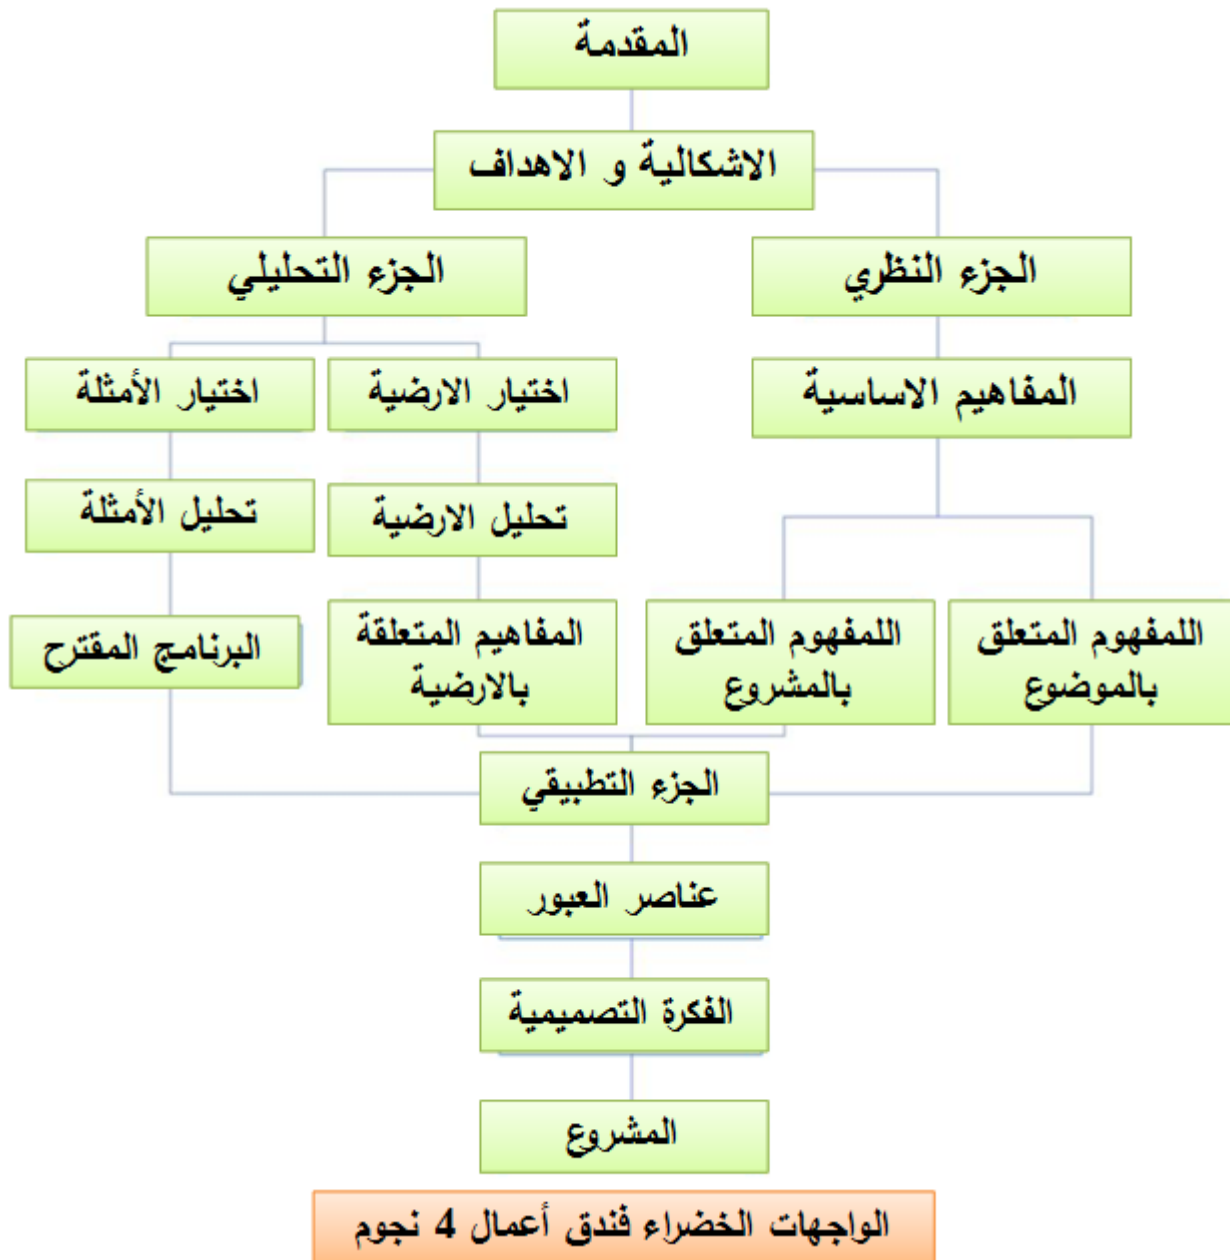 المقدمة
الاشكالية و الاهداف
الجزء النظري
الجزء التحليلي
المفاهيم الاساسية
اختيار الارضية
اختيار الأمثلة
تحليل الارضية
تحليل الأمثلة
اللمفهوم المتعلق
بالموضوع
اللمفهوم المتعلق
بالمشروع
المفاهيم المتعلقة
بالارضية
البرنامج المقترح
الجزء التطبيقي
عناصر العبور
الفكرة التصميمية
المشروع
الواجهات الخضراء فندق أعمال 4 نجوم